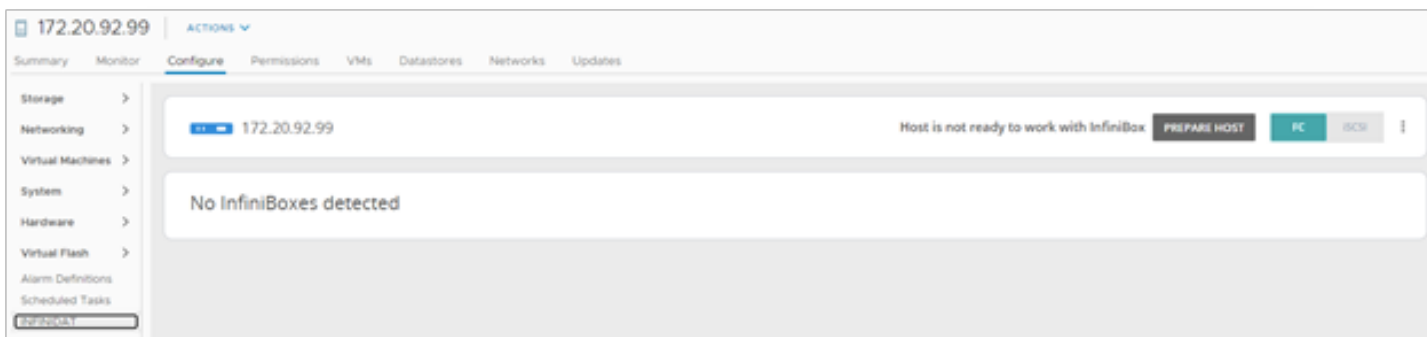 172.20.92.99 ACTIONS
Summary Monitor Configure Permissions VMs Datastores Networks Updates
Storage
Networking
Virtual Machines
System
Hardware
Virtual Flash
Alarm Definitions
Scheduled Tasks
INFINIDAT
172.20.92.99 Host is not ready to work with InfiniBox PREPARE HOST FC ISCSI
No InfiniBoxes detected